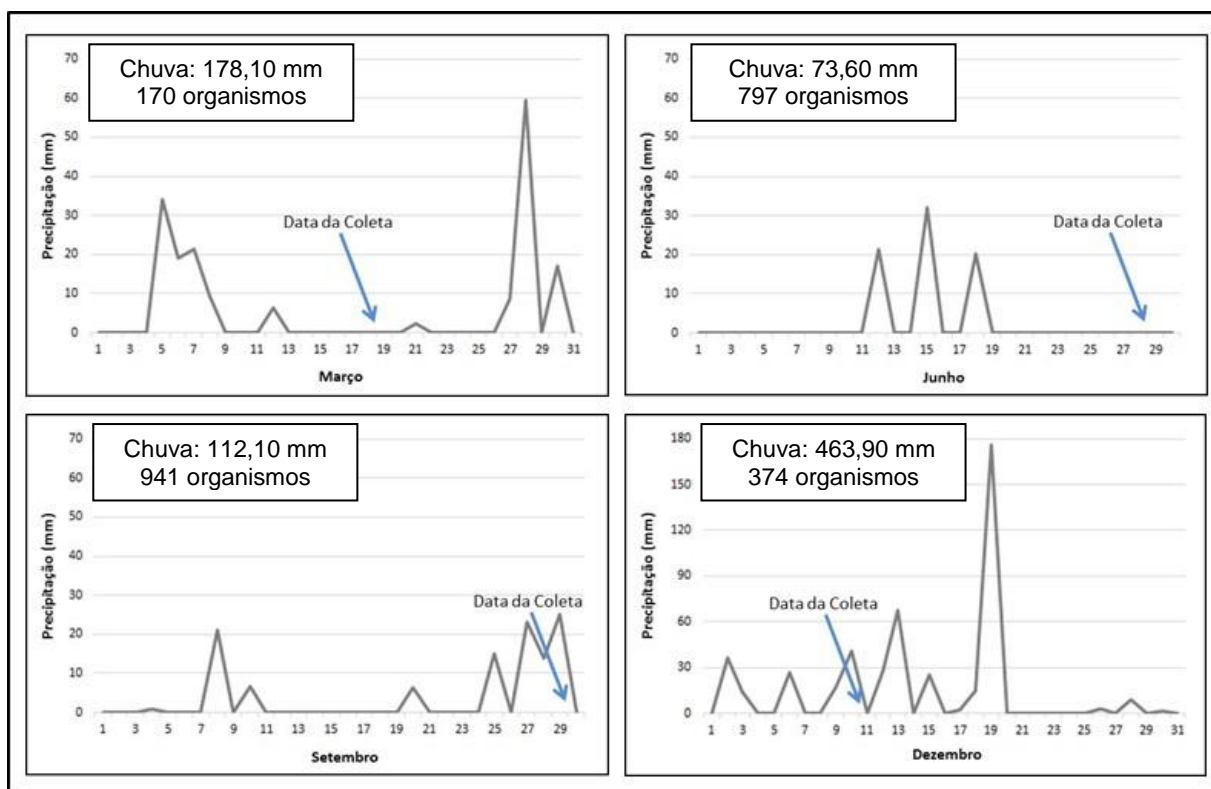 Chuva: 178,10 mm
170 organismos
Precipitação (mm)
70
60
50
40
30
20
10
0
Data da Coleta
1 3 5 7 9 11 13 15 17 19 21 23 25 27 29 31
Março
Chuva: 73,60 mm
797 organismos
Precipitação (mm)
70
60
50
40
30
20
10
0
Data da Coleta
1 3 5 7 9 11 13 15 17 19 21 23 25 27 29
Junho
Chuva: 112,10 mm
941 organismos
Precipitação (mm)
70
60
50
40
30
20
10
0
Data da Coleta
1 3 5 7 9 11 13 15 17 19 21 23 25 27 29
Setembro
Chuva: 463,90 mm
374 organismos
Precipitação (mm)
180
150
120
90
60
30
0
Data da Coleta
1 3 5 7 9 11 13 15 17 19 21 23 25 27 29 31
Dezembro